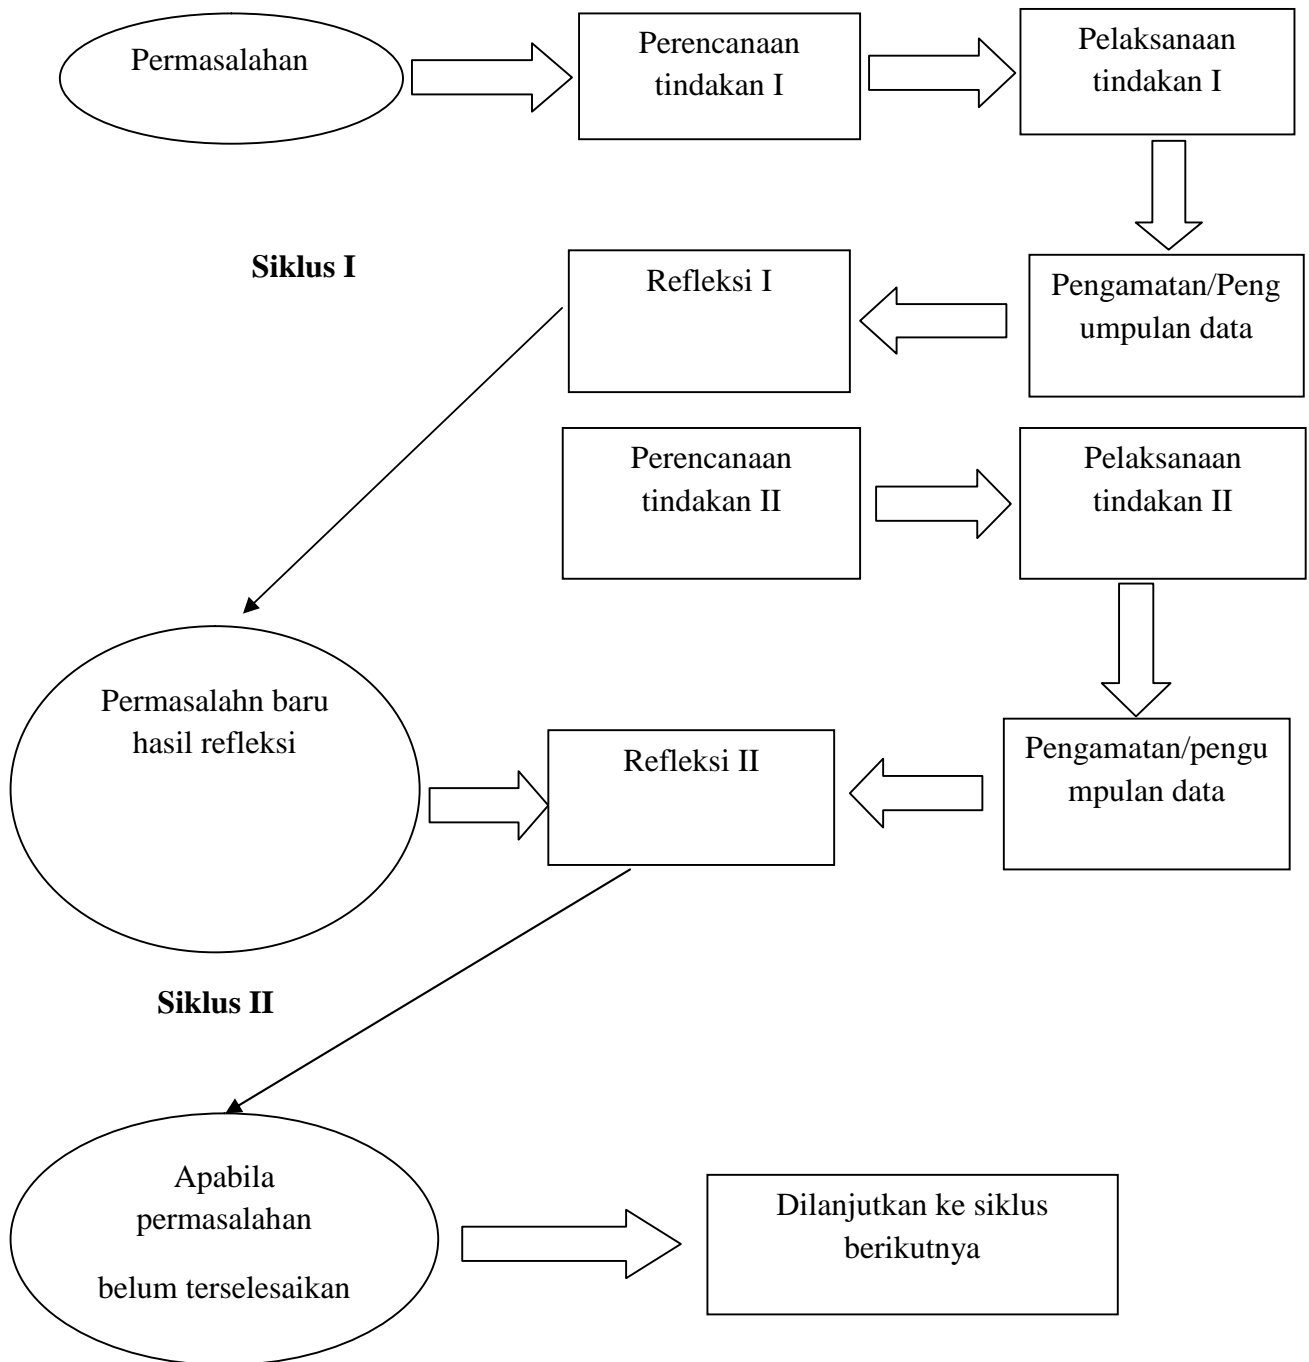 Permasalahan
Perencanaan
tindakan I
Pelaksanaan
tindakan I
Siklus I
Refleksi I
Pengamatan/Peng
umpulan data
Perencanaan
tindakan II
Pelaksanaan
tindakan II
Permasalahn baru
hasil refleksi
Refleksi II
Pengamatan/pengu
mpulan data
Siklus II
Apabila
permasalahan
belum terselesaikan
Dilanjutkan ke siklus
berikutnya